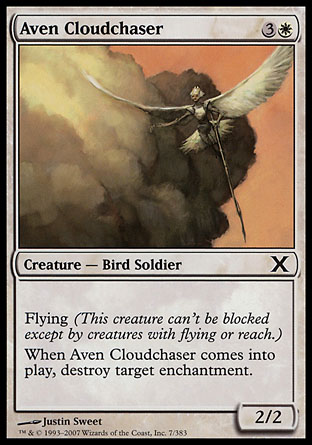 Aven Cloudchaser 3
Creature — Bird Soldier X
Flying (This creature can't be blocked
except by creatures with flying or reach.)
When Aven Cloudchaser comes into
play, destroy target enchantment.
Justin Sweet
2/2
™ & © 1993–2007 Wizards of the Coast, Inc. 7/383